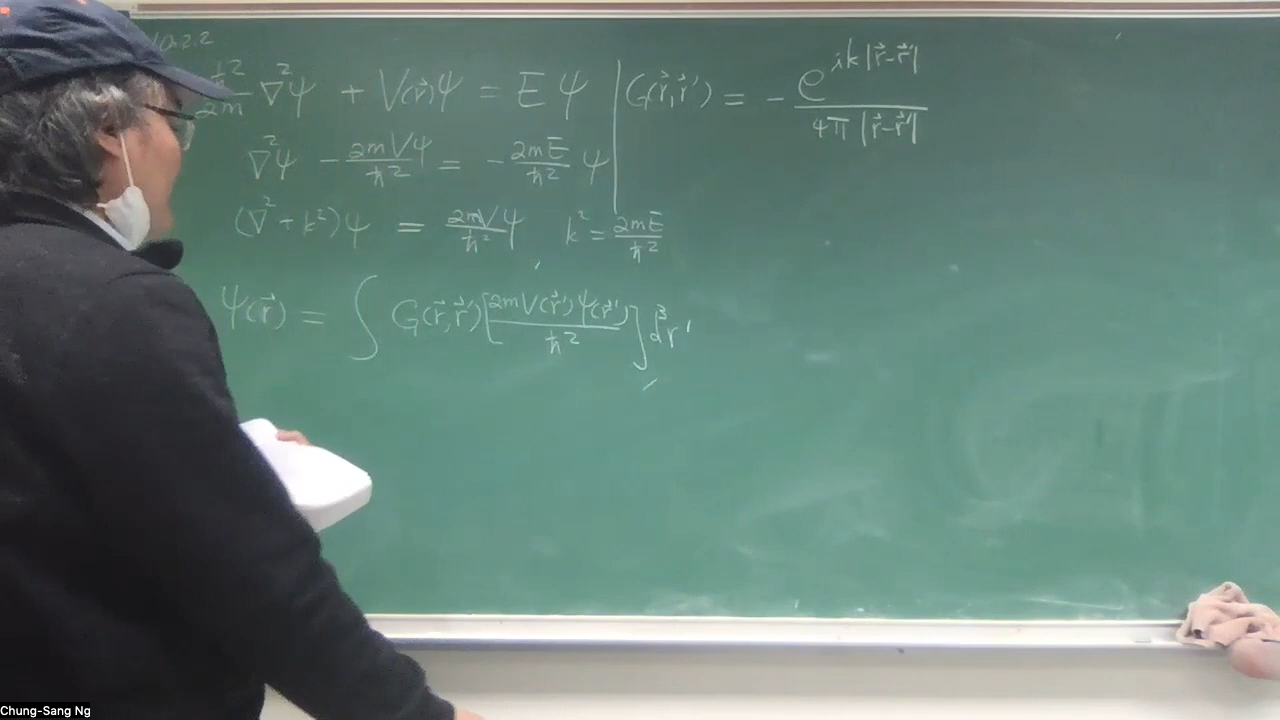 10.2.2
ħ²/2m ∇²ψ + V(r⃗)ψ = Eψ
∇²ψ - 2mVψ/ħ² = - 2mE/ħ² ψ
(∇² + k²)ψ = 2mVψ/ħ² k² = 2mE/ħ²
ψ(r⃗) = ∫ G(r⃗,r⃗') [2mV(r⃗')ψ(r⃗')/ħ²] d³r'
G(r⃗,r⃗') = - e^{ik|r⃗-r⃗'|} / 4π|r⃗-r⃗'|
Chung-Sang Ng